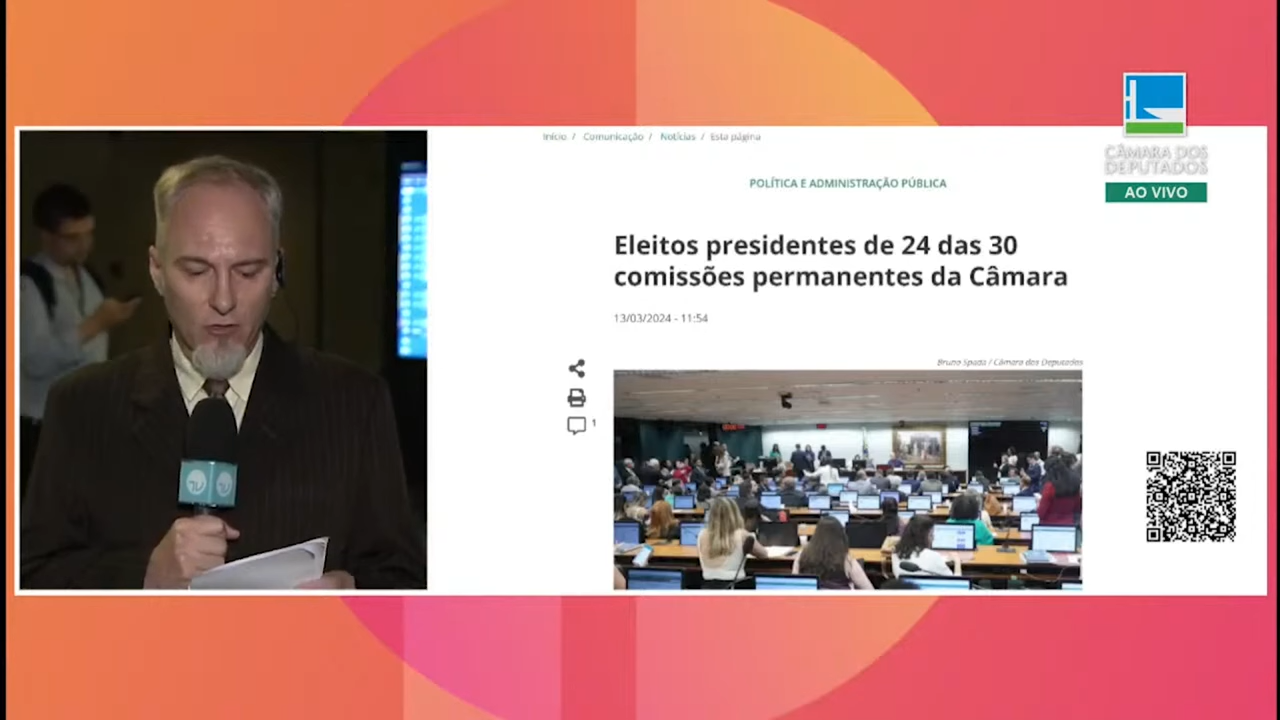 Início / Comunicação / Notícias / Esta página
CÂMARA DOS
DEPUTADOS
AO VIVO
POLÍTICA E ADMINISTRAÇÃO PÚBLICA
Eleitos presidentes de 24 das 30
comissões permanentes da Câmara
13/03/2024 - 11:54
Bruno Spada / Câmara dos Deputados
1
TV